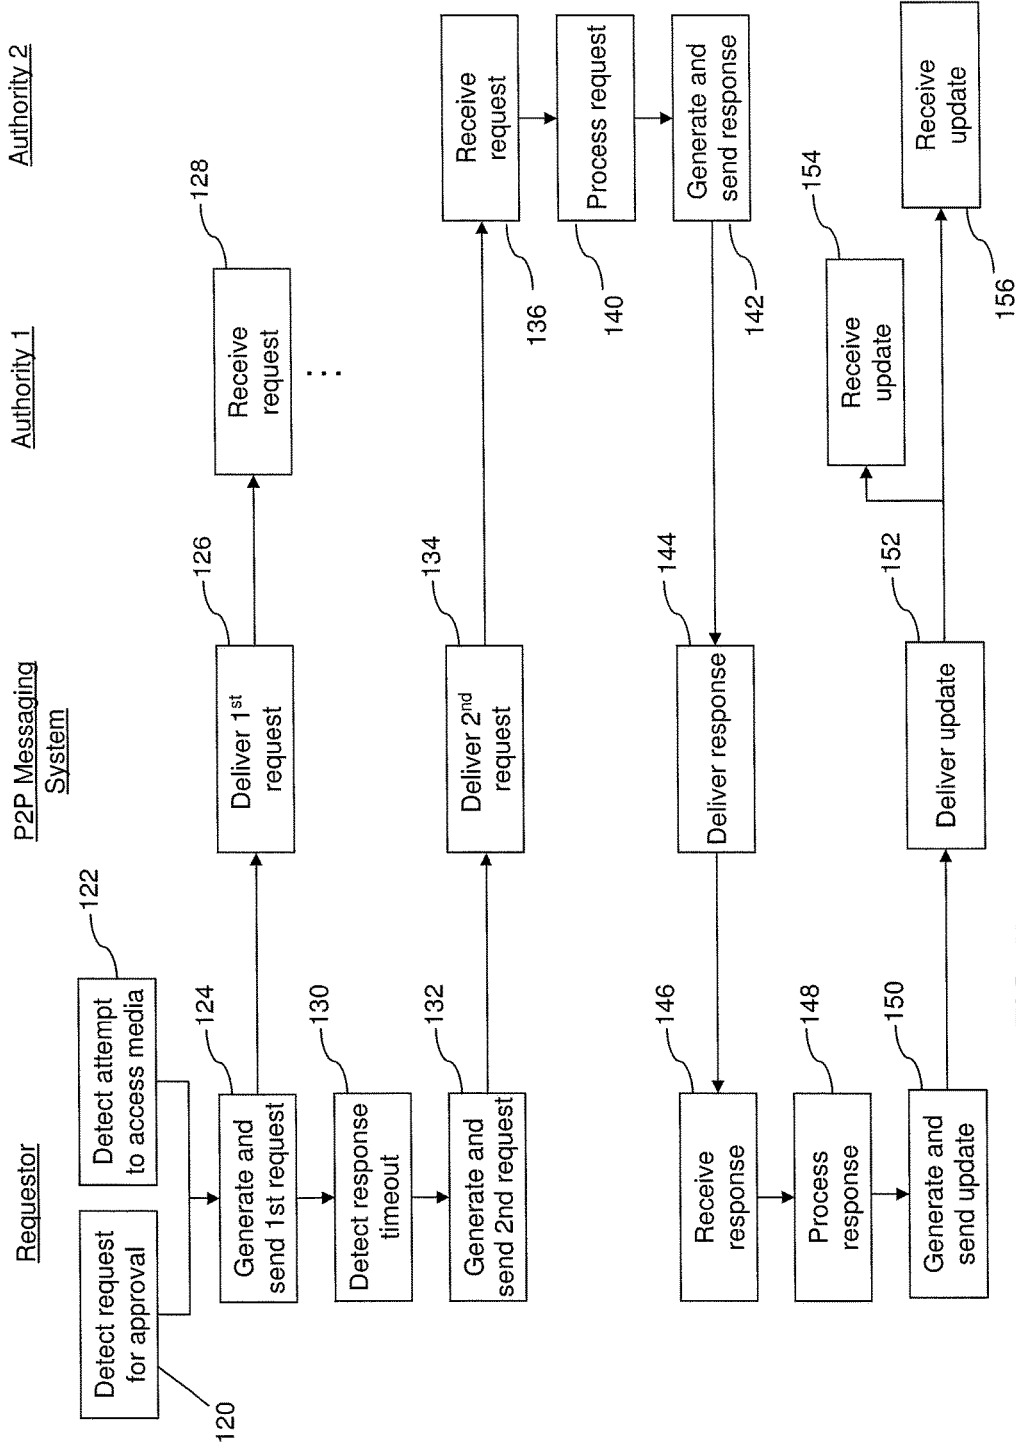 Requestor
P2P Messaging
System
Authority 1
Authority 2
Detect request
for approval
120
Detect attempt
to access media
122
Generate and
send 1st request
124
Deliver 1st
request
126
Receive
request
128
...
Detect response
timeout
130
Generate and
send 2nd request
132
Deliver 2nd
request
134
Receive
request
136
Process request
140
Generate and
send response
142
Deliver response
144
Receive
response
146
Process
response
148
Generate and
send update
150
Deliver update
152
Receive
update
154
Receive
update
156